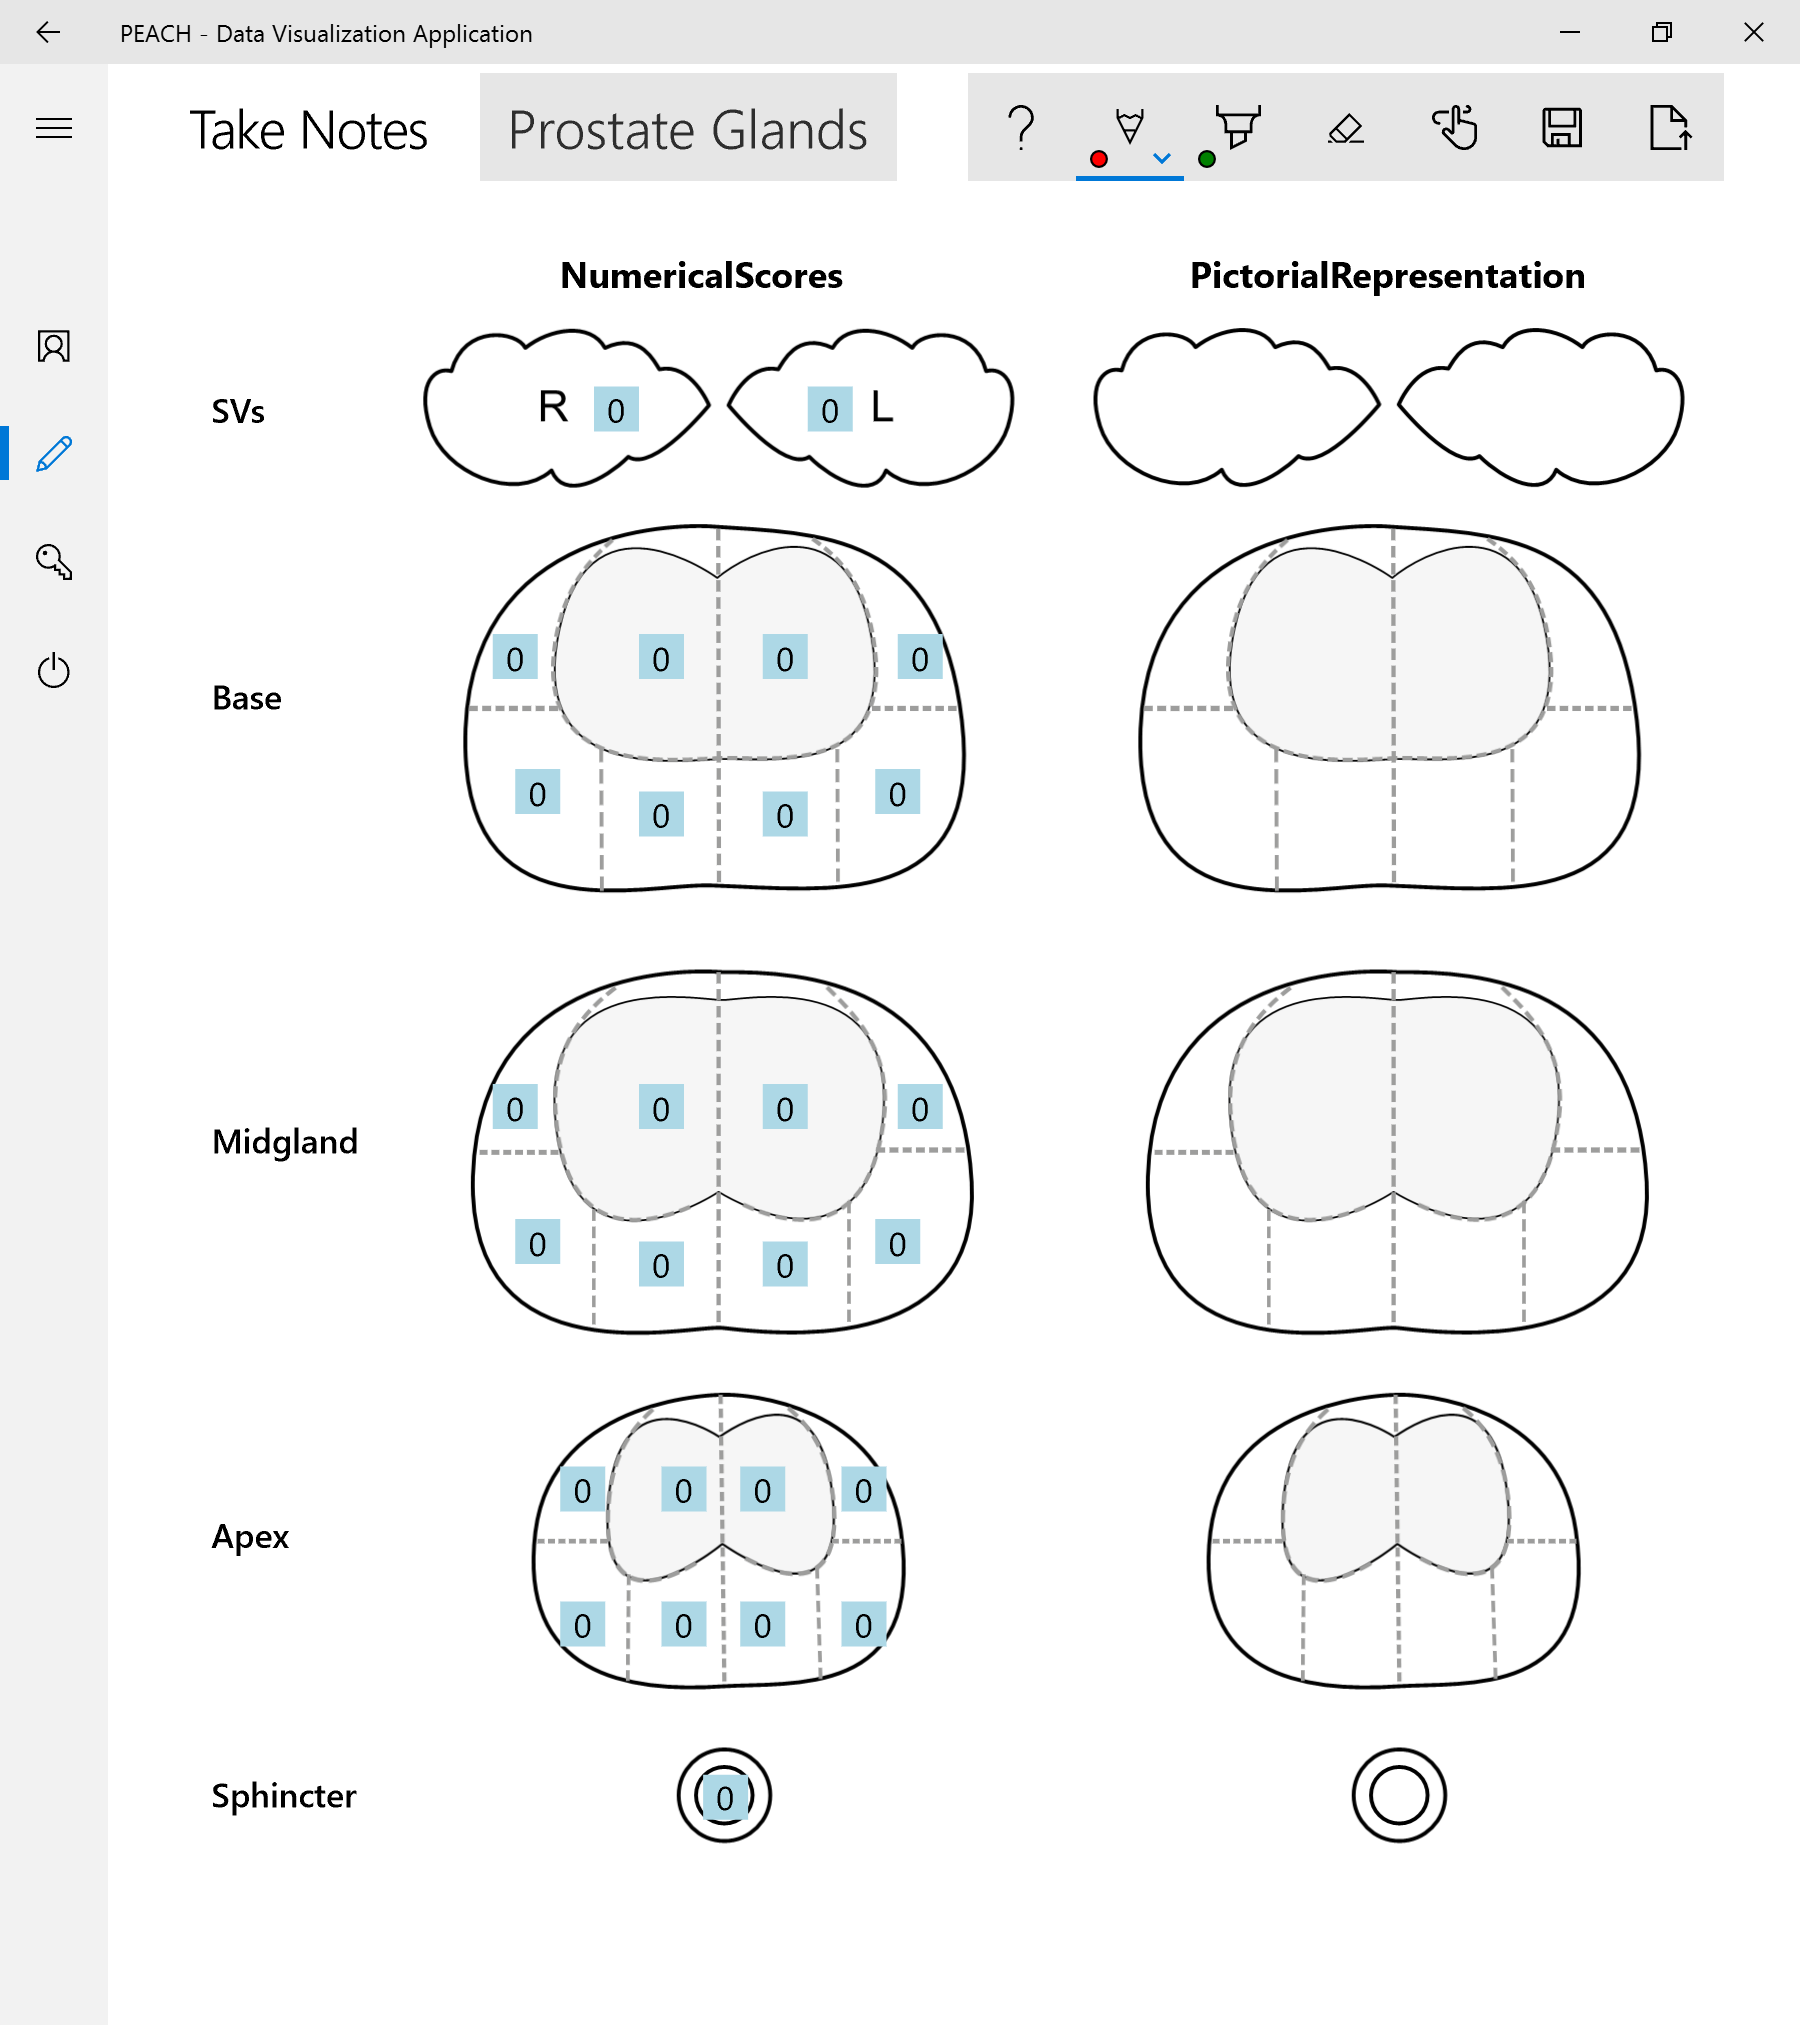 PEACH - Data Visualization Application
Take Notes Prostate Glands
NumericalScores PictorialRepresentation
SVs R 0 0 L
0 0 0 0
Base
0 0 0 0
0 0 0 0
Midgland
0 0 0 0
0 0 0 0
Apex
0 0 0 0
Sphincter 0